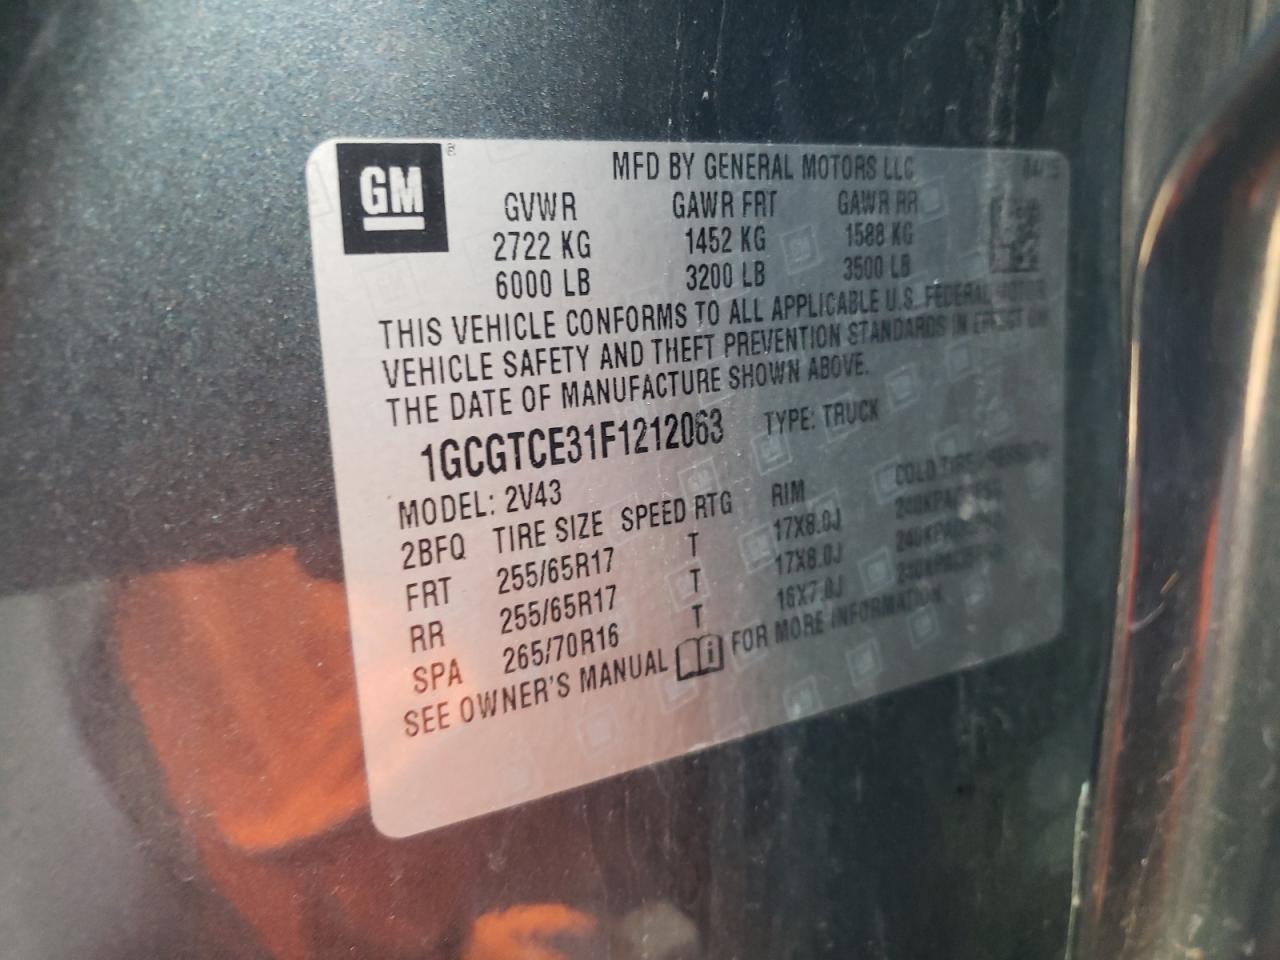 GM
MFD BY GENERAL MOTORS LLC
GVWR GAWR FRT GAWR RR
2722 KG 1452 KG 1588 KG
6000 LB 3200 LB 3500 LB
THIS VEHICLE CONFORMS TO ALL APPLICABLE U.S. FEDERAL MOTOR
VEHICLE SAFETY AND THEFT PREVENTION STANDARDS IN EFFECT ON
THE DATE OF MANUFACTURE SHOWN ABOVE.
1GCGTCE31F1212063 TYPE: TRUCK
MODEL: 2V43
2BFQ TIRE SIZE SPEED RTG RIM COLD TIRE
FRT 255/65R17 T 17X8.0J
RR 255/65R17 T 17X8.0J
SPA 265/70R16 T 16X7.0J
SEE OWNER'S MANUAL FOR MORE INFORMATION